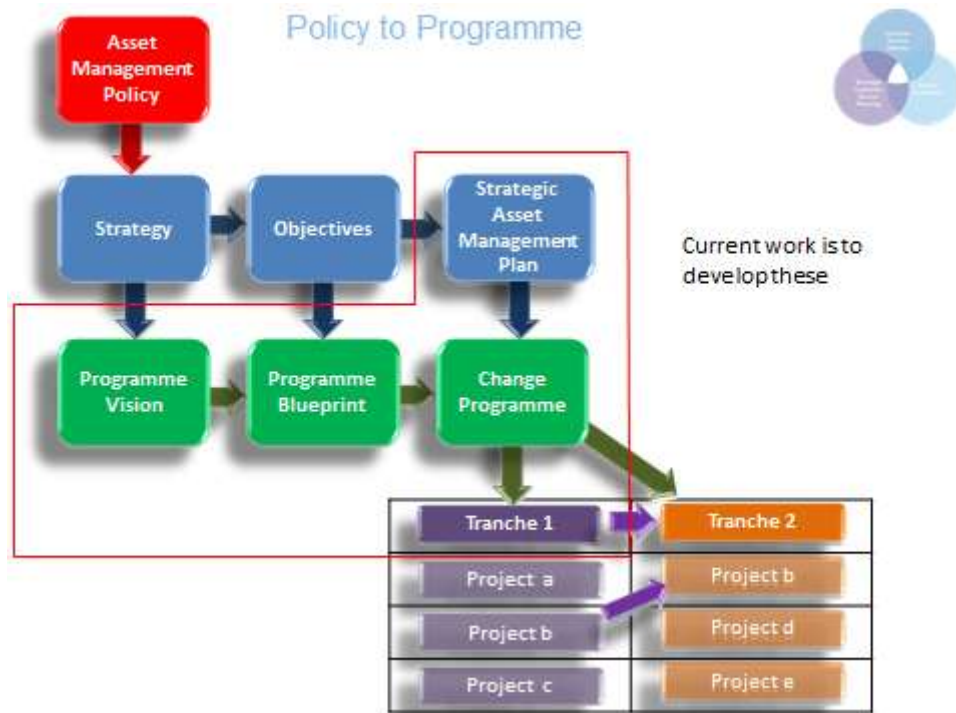 Policy to Programme
Asset
Management
Policy
Strategy
Objectives
Strategic
Asset
Management
Plan
Current work is to
develop these
Programme
Vision
Programme
Blueprint
Change
Programme
Tranche 1
Tranche 2
Project a
Project b
Project b
Project d
Project c
Project e